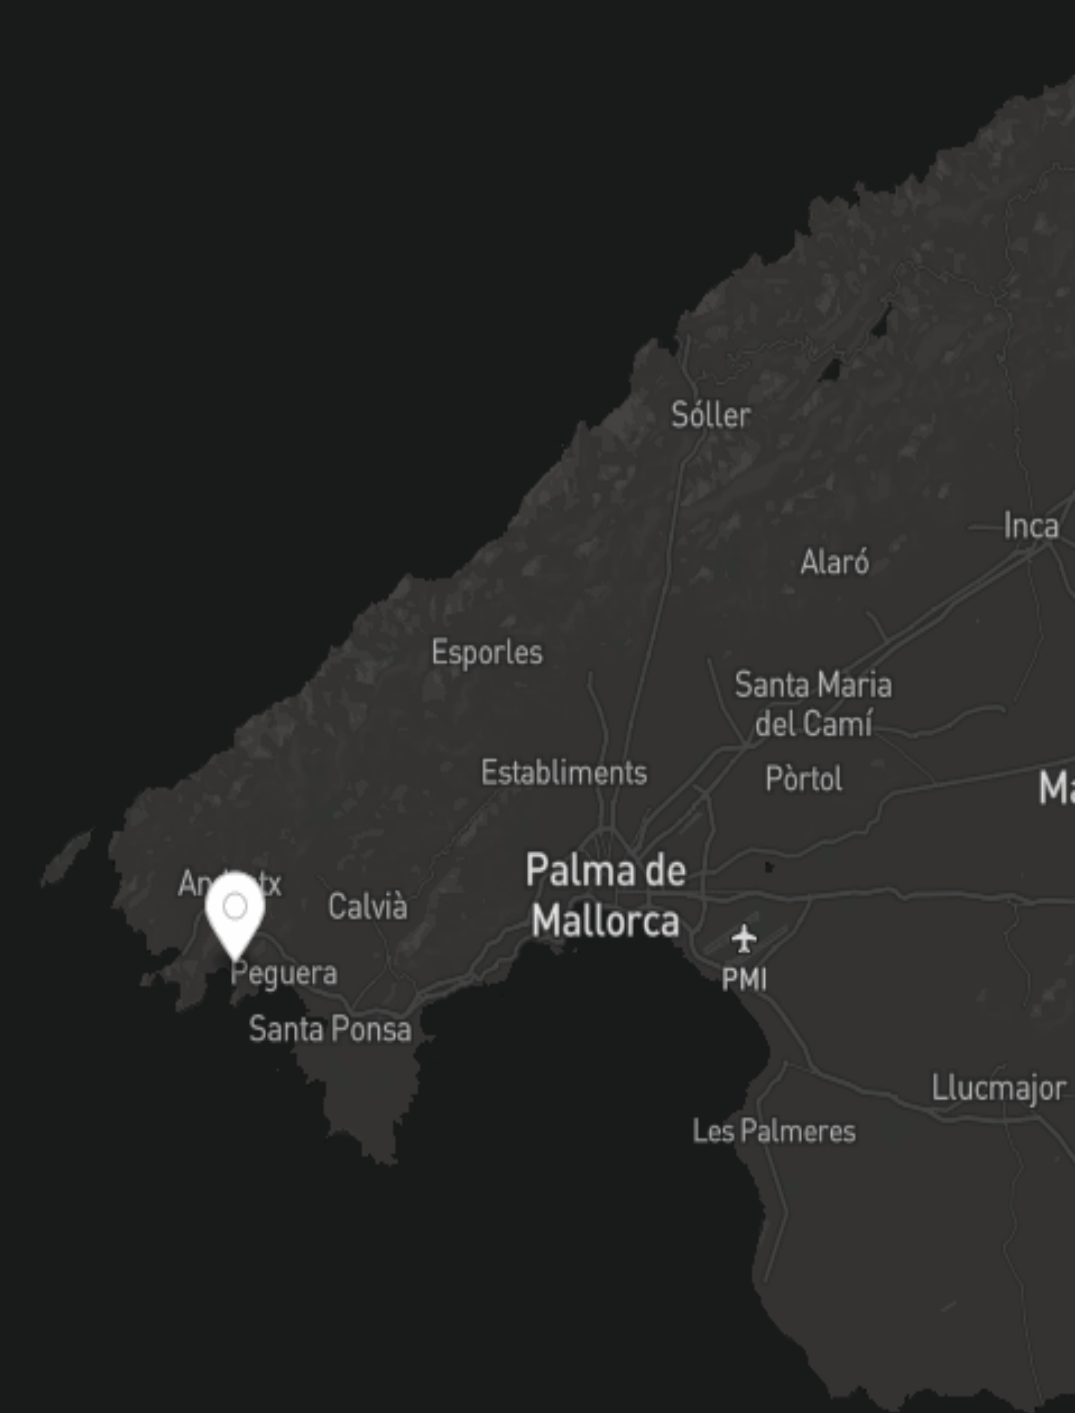 Sóller
Inca
Alaró
Esporles
Santa Maria
del Camí
Establiments
Pòrtol
Palma de
Mallorca
Calvià
PMI
Peguera
Santa Ponsa
Llucmajor
Les Palmeres